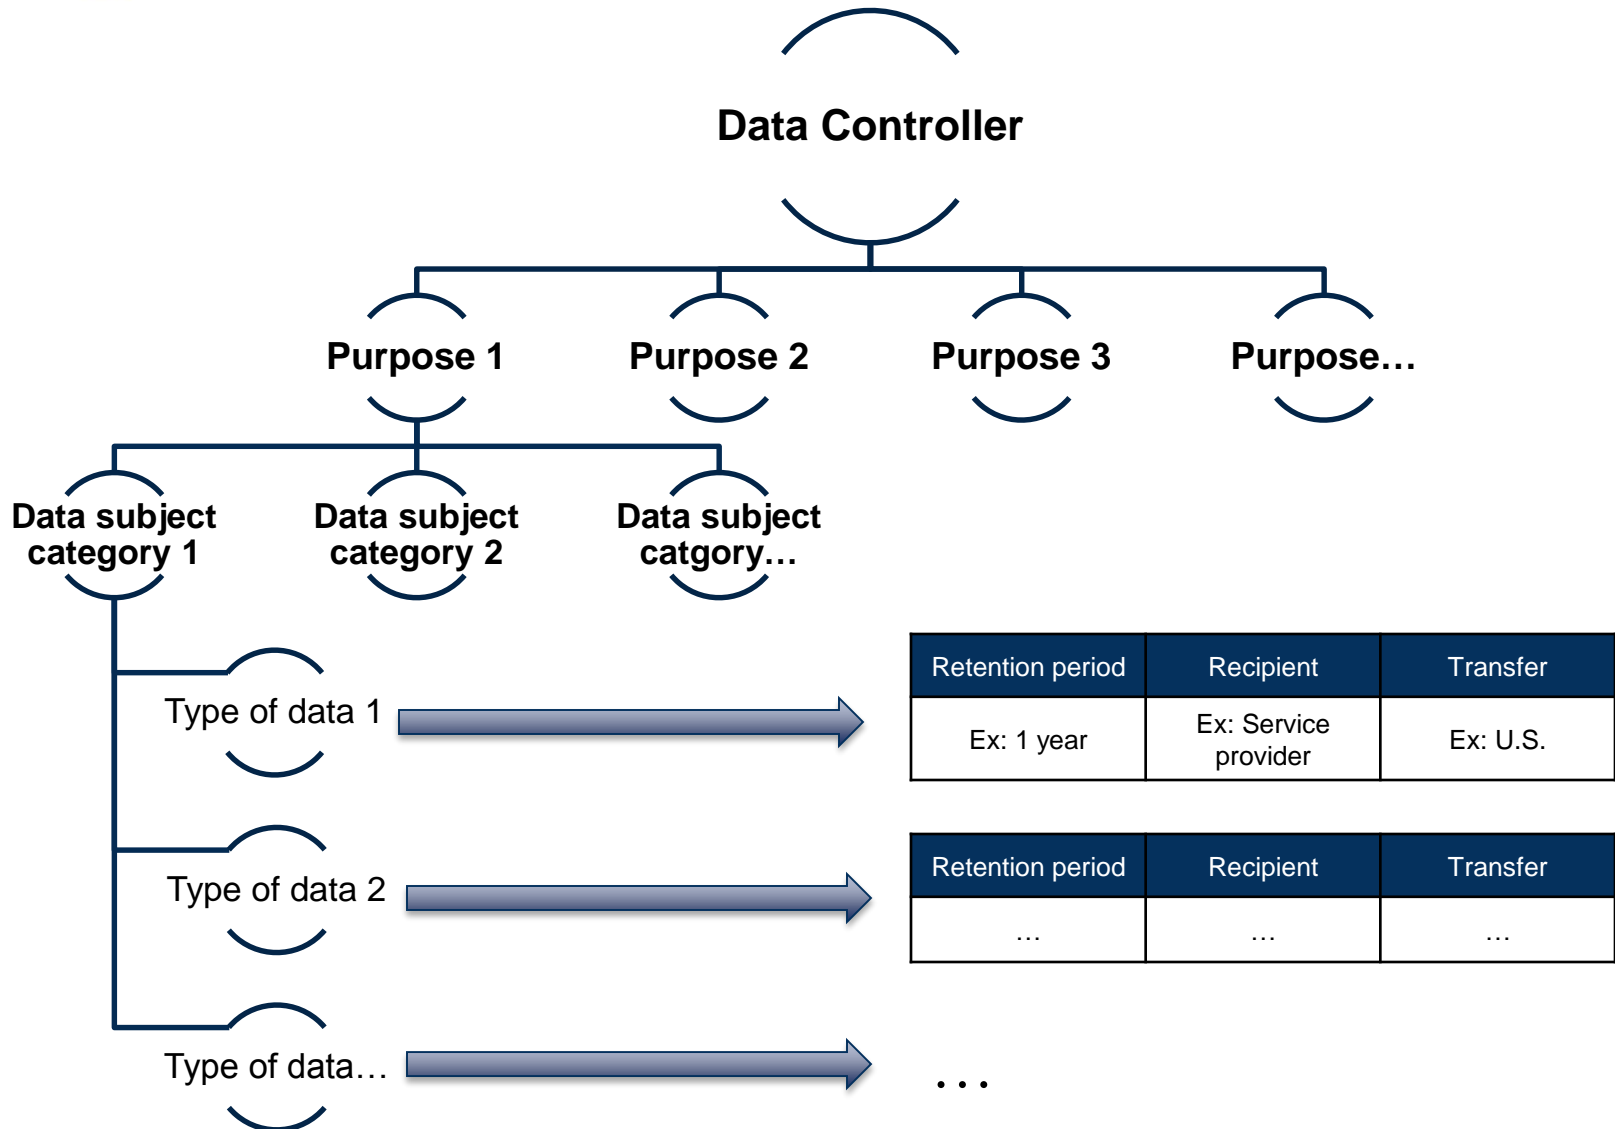 Data Controller
Purpose 1
Purpose 2
Purpose 3
Purpose…
Data subject
category 1
Data subject
category 2
Data subject
catgory…
Type of data 1
Retention period Recipient Transfer
Ex: 1 year
Ex: Service
provider
Ex: U.S.
Type of data 2
Retention period Recipient Transfer
… … …
Type of data…
…